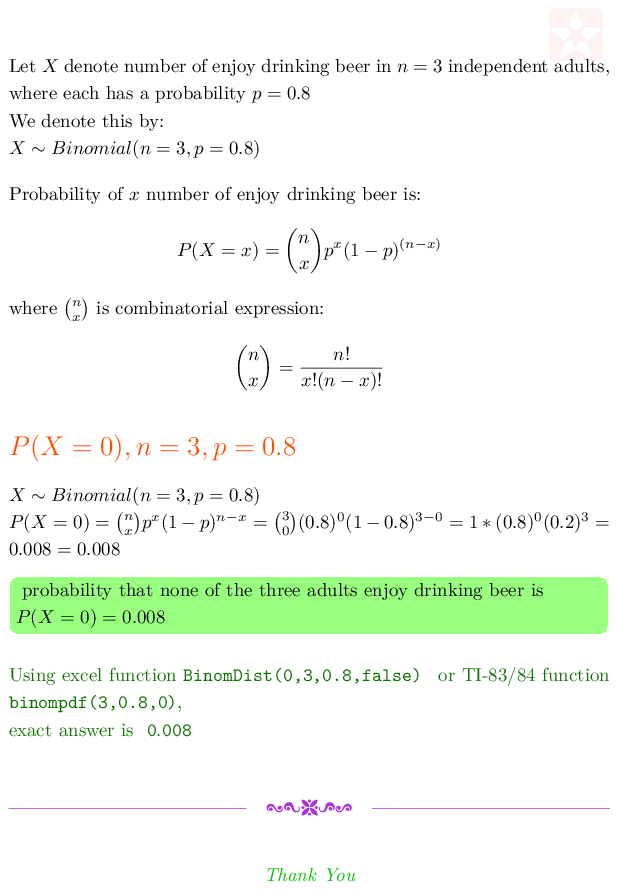 Let X denote number of enjoy drinking beer in n = 3 independent adults,
where each has a probability p = 0.8
We denote this by:
X ∼ Binomial(n = 3, p = 0.8)
Probability of x number of enjoy drinking beer is:
P(X = x) = \binom{n}{x} p^x (1 − p)^{(n−x)}
where \binom{n}{x} is combinatorial expression:
\binom{n}{x} = \frac{n!}{x!(n − x)!}
P(X = 0), n = 3, p = 0.8
X ∼ Binomial(n = 3, p = 0.8)
P(X = 0) = \binom{n}{x} p^x (1 − p)^{n−x} = \binom{3}{0} (0.8)^0 (1 − 0.8)^{3−0} = 1 ∗ (0.8)^0 (0.2)^3 =
0.008 = 0.008
probability that none of the three adults enjoy drinking beer is
P(X = 0) = 0.008
Using excel function BinomDist(0,3,0.8,false) or TI-83/84 function
binompdf(3,0.8,0),
exact answer is 0.008
Thank You